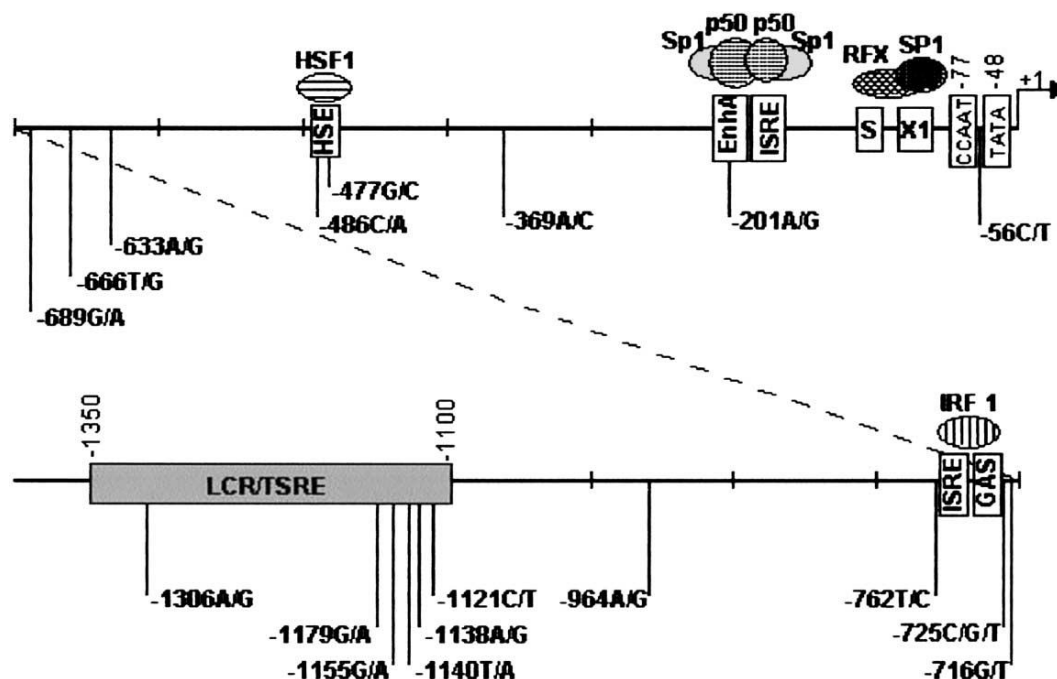 p50 p50
Sp1 Sp1
HSF1
RFX SP1
-77
-48
+1
HSE
EnhA
ISRE
S
X1
CCAAT
TATA
-477G/C
-486C/A
-369A/C
-201A/G
-56C/T
-633A/G
-666T/G
-689G/A
-1350
-1100
IRF 1
LCR/TSRE
ISRE
GAS
-1306A/G
-1121C/T
-964A/G
-762T/C
-1179G/A
-1138A/G
-725C/G/T
-1155G/A
-1140T/A
-716G/T